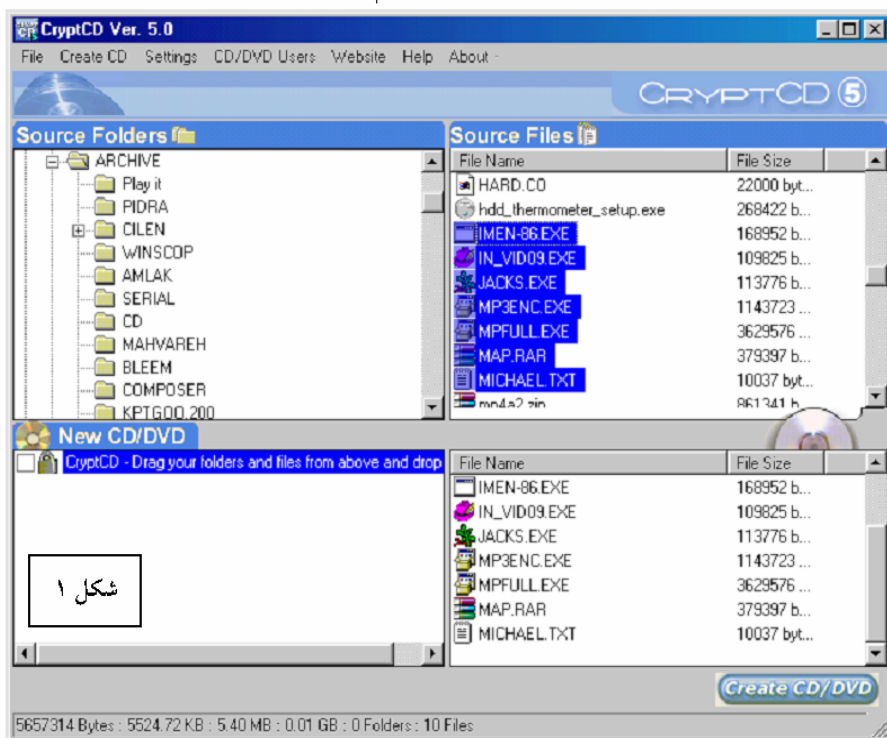 CryptCD Ver. 5.0
File Create CD Settings CD/DVD Users Website Help About -
CRYPTCD 5
Source Folders
ARCHIVE
Play it
PIDRA
CILEN
WINSCOP
AMLAK
SERIAL
CD
MAHVAREH
BLEEM
COMPOSER
KPTGOO.200
Source Files
File Name File Size
HARD.CO 22000 byt...
hdd_thermometer_setup.exe 268422 b...
IMEN-86.EXE 168952 b...
IN_VID09.EXE 109825 b...
JACKS.EXE 113776 b...
MP3ENC.EXE 1143723 ...
MPFULL.EXE 3629576 ...
MAP.RAR 379397 b...
MICHAEL.TXT 10037 byt...
mp4a2.zip 861341 b...
New CD/DVD
CryptCD - Drag your folders and files from above and drop
شکل ۱
File Name File Size
IMEN-86.EXE 168952 b...
IN_VID09.EXE 109825 b...
JACKS.EXE 113776 b...
MP3ENC.EXE 1143723 ...
MPFULL.EXE 3629576 ...
MAP.RAR 379397 b...
MICHAEL.TXT 10037 byt...
Create CD/DVD
5657314 Bytes : 5524.72 KB : 5.40 MB : 0.01 GB : 0 Folders : 10 Files